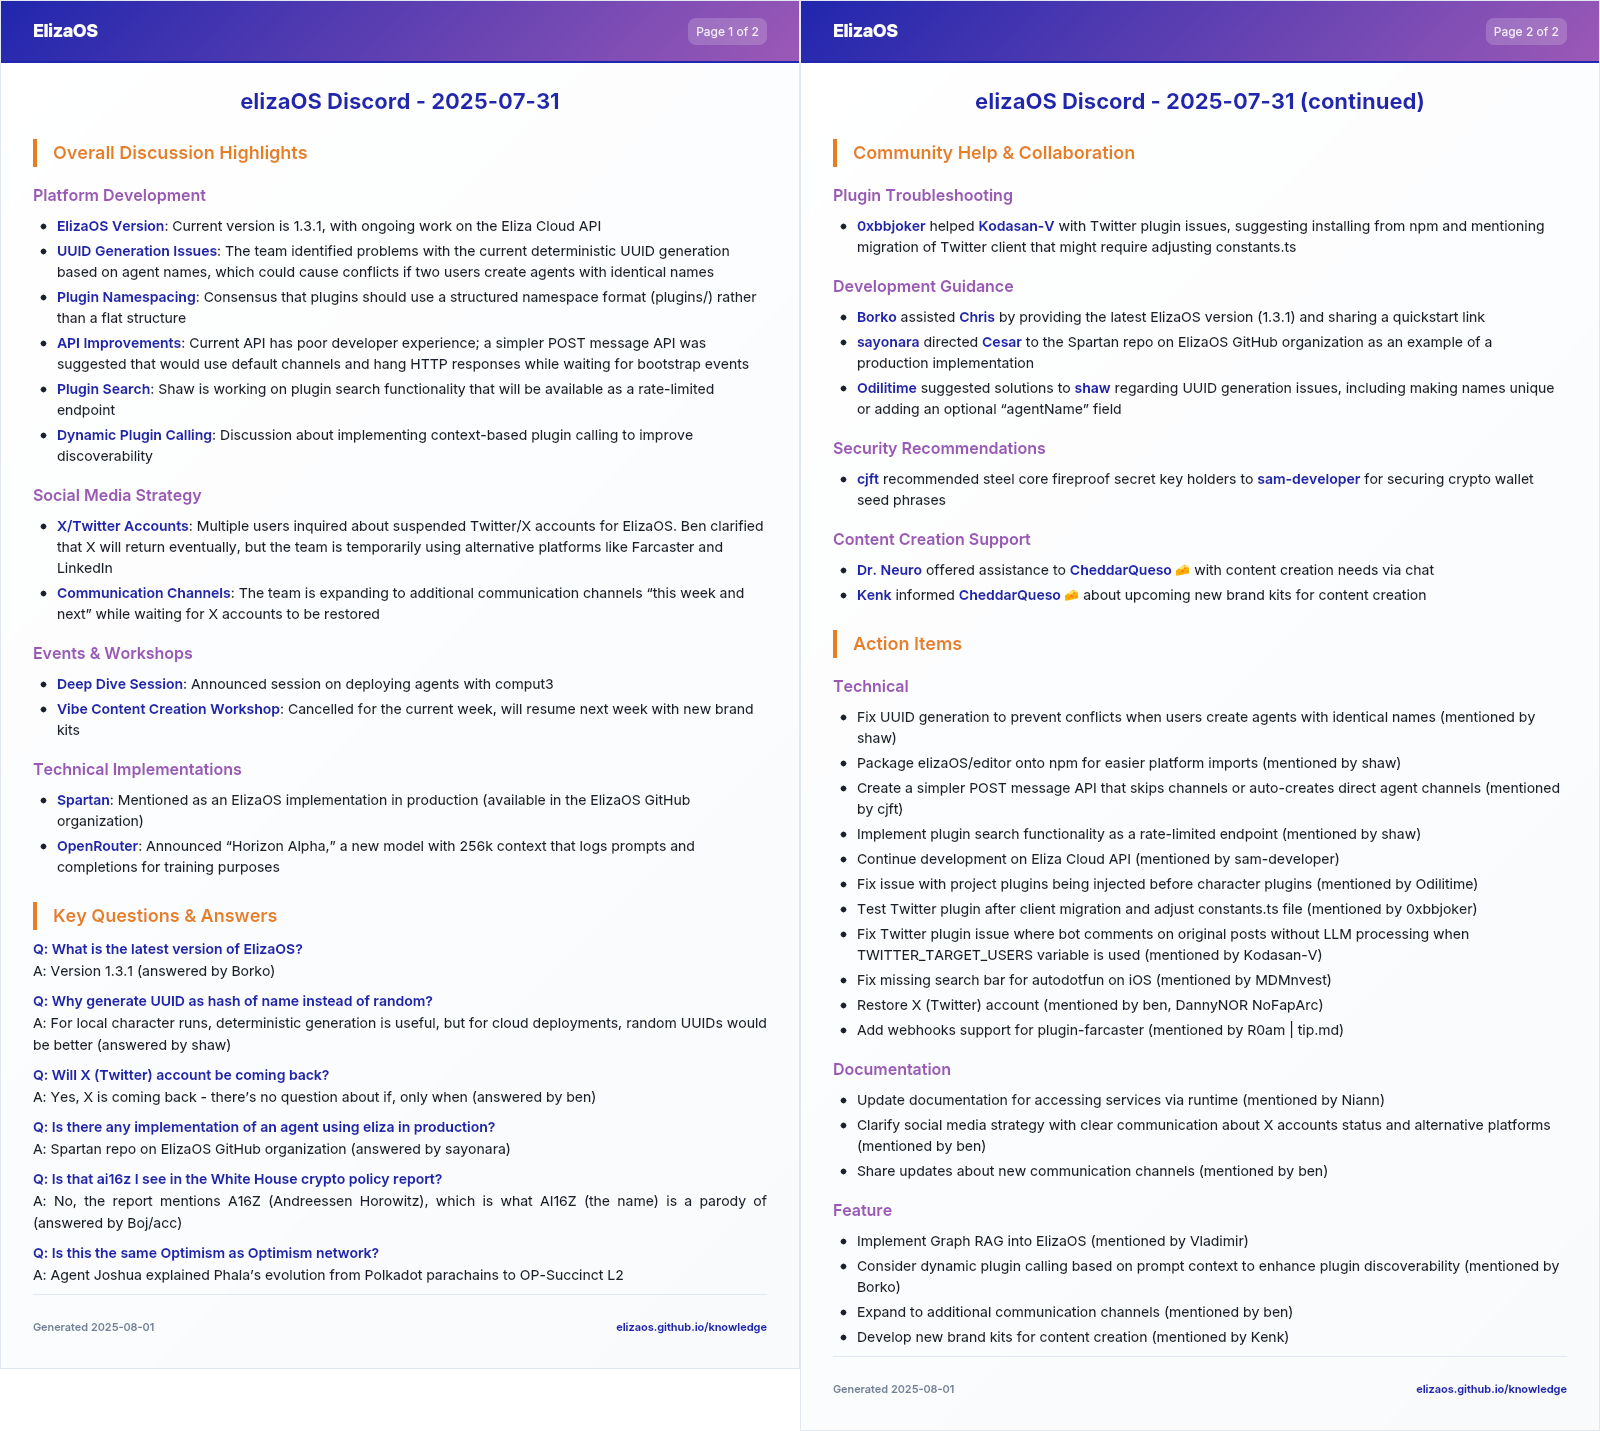 ElizaOS
Page 1 of 2
elizaOS Discord - 2025-07-31
Overall Discussion Highlights
Platform Development
• ElizaOS Version: Current version is 1.3.1, with ongoing work on the Eliza Cloud API
• UUID Generation Issues: The team identified problems with the current deterministic UUID generation
based on agent names, which could cause conflicts if two users create agents with identical names
• Plugin Namespacing: Consensus that plugins should use a structured namespace format (plugins/) rather
than a flat structure
• API Improvements: Current API has poor developer experience; a simpler POST message API was
suggested that would use default channels and hang HTTP responses while waiting for bootstrap events
• Plugin Search: Shaw is working on plugin search functionality that will be available as a rate-limited
endpoint
• Dynamic Plugin Calling: Discussion about implementing context-based plugin calling to improve
discoverability
Social Media Strategy
• X/Twitter Accounts: Multiple users inquired about suspended Twitter/X accounts for ElizaOS. Ben clarified
that X will return eventually, but the team is temporarily using alternative platforms like Farcaster and
LinkedIn
• Communication Channels: The team is expanding to additional communication channels “this week and
next” while waiting for X accounts to be restored
Events & Workshops
• Deep Dive Session: Announced session on deploying agents with comput3
• Vibe Content Creation Workshop: Cancelled for the current week, will resume next week with new brand
kits
Technical Implementations
• Spartan: Mentioned as an ElizaOS implementation in production (available in the ElizaOS GitHub
organization)
• OpenRouter: Announced “Horizon Alpha,” a new model with 256k context that logs prompts and
completions for training purposes
Key Questions & Answers
Q: What is the latest version of ElizaOS?
A: Version 1.3.1 (answered by Borko)
Q: Why generate UUID as hash of name instead of random?
A: For local character runs, deterministic generation is useful, but for cloud deployments, random UUIDs would
be better (answered by shaw)
Q: Will X (Twitter) account be coming back?
A: Yes, X is coming back - there’s no question about if, only when (answered by ben)
Q: Is there any implementation of an agent using eliza in production?
A: Spartan repo on ElizaOS GitHub organization (answered by sayonara)
Q: Is that ai16z I see in the White House crypto policy report?
A: No, the report mentions A16Z (Andreessen Horowitz), which is what AI16Z (the name) is a parody of
(answered by Boj/acc)
Q: Is this the same Optimism as Optimism network?
A: Agent Joshua explained Phala’s evolution from Polkadot parachains to OP-Succinct L2
Generated 2025-08-01
elizaos.github.io/knowledge
ElizaOS
Page 2 of 2
elizaOS Discord - 2025-07-31 (continued)
Community Help & Collaboration
Plugin Troubleshooting
• 0xbbjoker helped Kodasan-V with Twitter plugin issues, suggesting installing from npm and mentioning
migration of Twitter client that might require adjusting constants.ts
Development Guidance
• Borko assisted Chris by providing the latest ElizaOS version (1.3.1) and sharing a quickstart link
• sayonara directed Cesar to the Spartan repo on ElizaOS GitHub organization as an example of a
production implementation
• Odilitime suggested solutions to shaw regarding UUID generation issues, including making names unique
or adding an optional “agentName” field
Security Recommendations
• cjft recommended steel core fireproof secret key holders to sam-developer for securing crypto wallet
seed phrases
Content Creation Support
• Dr. Neuro offered assistance to CheddarQueso 🧀 with content creation needs via chat
• Kenk informed CheddarQueso 🧀 about upcoming new brand kits for content creation
Action Items
Technical
• Fix UUID generation to prevent conflicts when users create agents with identical names (mentioned by
shaw)
• Package elizaOS/editor onto npm for easier platform imports (mentioned by shaw)
• Create a simpler POST message API that skips channels or auto-creates direct agent channels (mentioned
by cjft)
• Implement plugin search functionality as a rate-limited endpoint (mentioned by shaw)
• Continue development on Eliza Cloud API (mentioned by sam-developer)
• Fix issue with project plugins being injected before character plugins (mentioned by Odilitime)
• Test Twitter plugin after client migration and adjust constants.ts file (mentioned by 0xbbjoker)
• Fix Twitter plugin issue where bot comments on original posts without LLM processing when
TWITTER_TARGET_USERS variable is used (mentioned by Kodasan-V)
• Fix missing search bar for autodotfun on iOS (mentioned by MDMnvest)
• Restore X (Twitter) account (mentioned by ben, DannyNOR NoFapArc)
• Add webhooks support for plugin-farcaster (mentioned by R0am | tip.md)
Documentation
• Update documentation for accessing services via runtime (mentioned by Niann)
• Clarify social media strategy with clear communication about X accounts status and alternative platforms
(mentioned by ben)
• Share updates about new communication channels (mentioned by ben)
Feature
• Implement Graph RAG into ElizaOS (mentioned by Vladimir)
• Consider dynamic plugin calling based on prompt context to enhance plugin discoverability (mentioned by
Borko)
• Expand to additional communication channels (mentioned by ben)
• Develop new brand kits for content creation (mentioned by Kenk)
Generated 2025-08-01
elizaos.github.io/knowledge